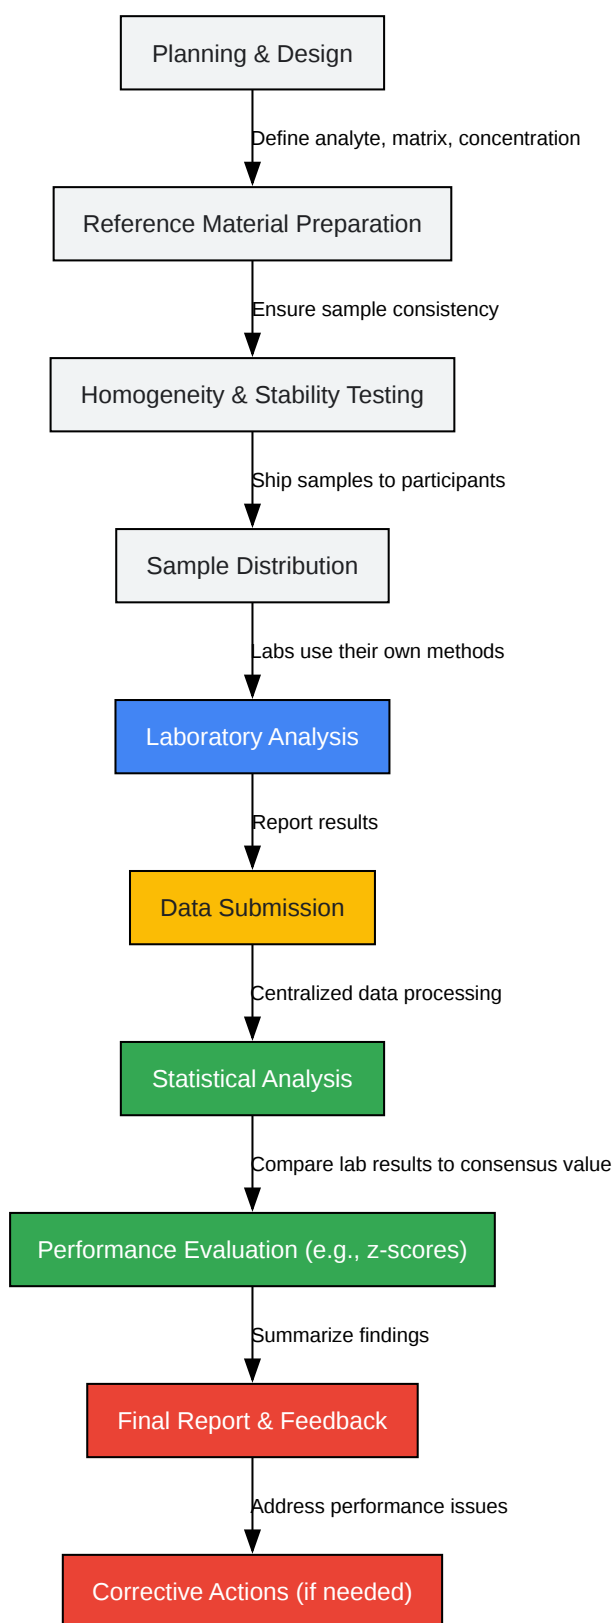 Planning & Design
Define analyte, matrix, concentration
Reference Material Preparation
Ensure sample consistency
Homogeneity & Stability Testing
Ship samples to participants
Sample Distribution
Labs use their own methods
Laboratory Analysis
Report results
Data Submission
Centralized data processing
Statistical Analysis
Compare lab results to consensus value
Performance Evaluation (e.g., z-scores)
Summarize findings
Final Report & Feedback
Address performance issues
Corrective Actions (if needed)